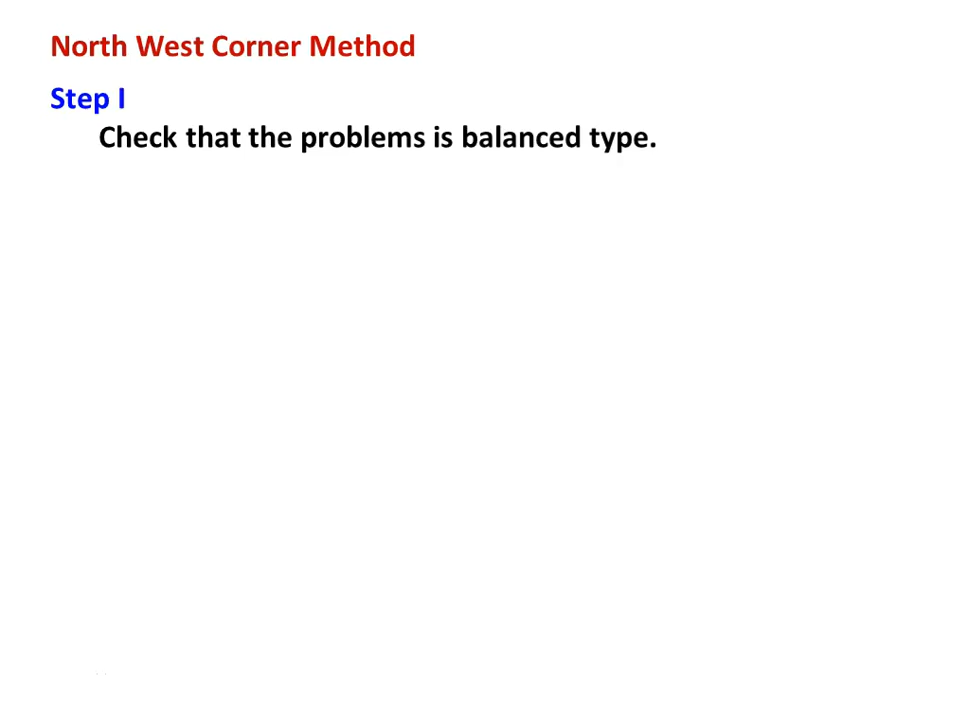 North West Corner Method
Step I
Check that the problems is balanced type.